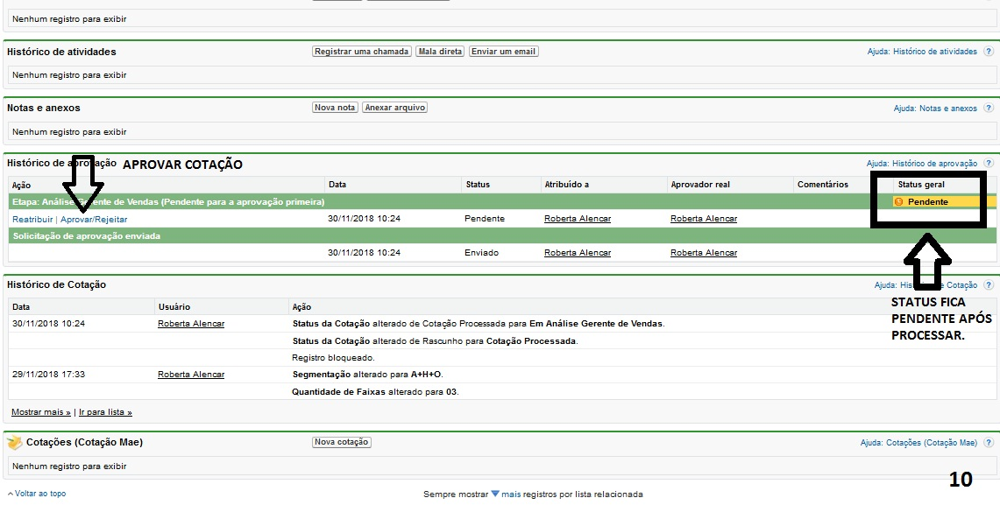 Nenhum registro para exibir
Histórico de atividades Registrar uma chamada Mala direta Enviar um email Ajuda: Histórico de atividades ?
Nenhum registro para exibir
Notas e anexos Nova nota Anexar arquivo Ajuda: Notas e anexos ?
Nenhum registro para exibir
Histórico de aprovação APROVAR COTAÇÃO Ajuda: Histórico de aprovação ?
Ação Data Status Atribuído a Aprovador real Comentários Status geral
Etapa: Análise Gerente de Vendas (Pendente para a aprovação primeira) Pendente
Reatribuir | Aprovar/Rejeitar 30/11/2018 10:24 Pendente Roberta Alencar Roberta Alencar
Solicitação de aprovação enviada
30/11/2018 10:24 Enviado Roberta Alencar Roberta Alencar
Histórico de Cotação Ajuda: Histórico de Cotação ?
Data Usuário Ação
30/11/2018 10:24 Roberta Alencar Status da Cotação alterado de Cotação Processada para Em Análise Gerente de Vendas.
Status da Cotação alterado de Rascunho para Cotação Processada.
Registro bloqueado.
29/11/2018 17:33 Roberta Alencar Segmentação alterado para A+H+O.
Quantidade de Faixas alterado para 03.
STATUS FICA
PENDENTE APÓS
PROCESSAR.
Mostrar mais » | Ir para lista »
Cotações (Cotação Mae) Nova cotação Ajuda: Cotações (Cotação Mae) ?
Nenhum registro para exibir
10
Voltar ao topo Sempre mostrar mais registros por lista relacionada